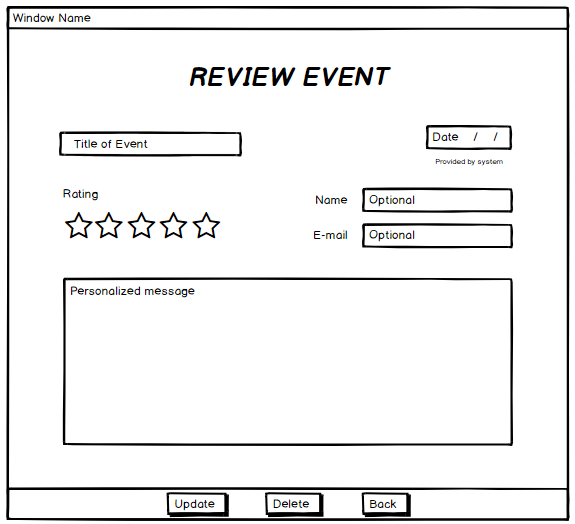 Window Name
REVIEW EVENT
Title of Event
Date / /
Provided by system
Rating
Name Optional
E-mail Optional
Personalized message
Update Delete Back